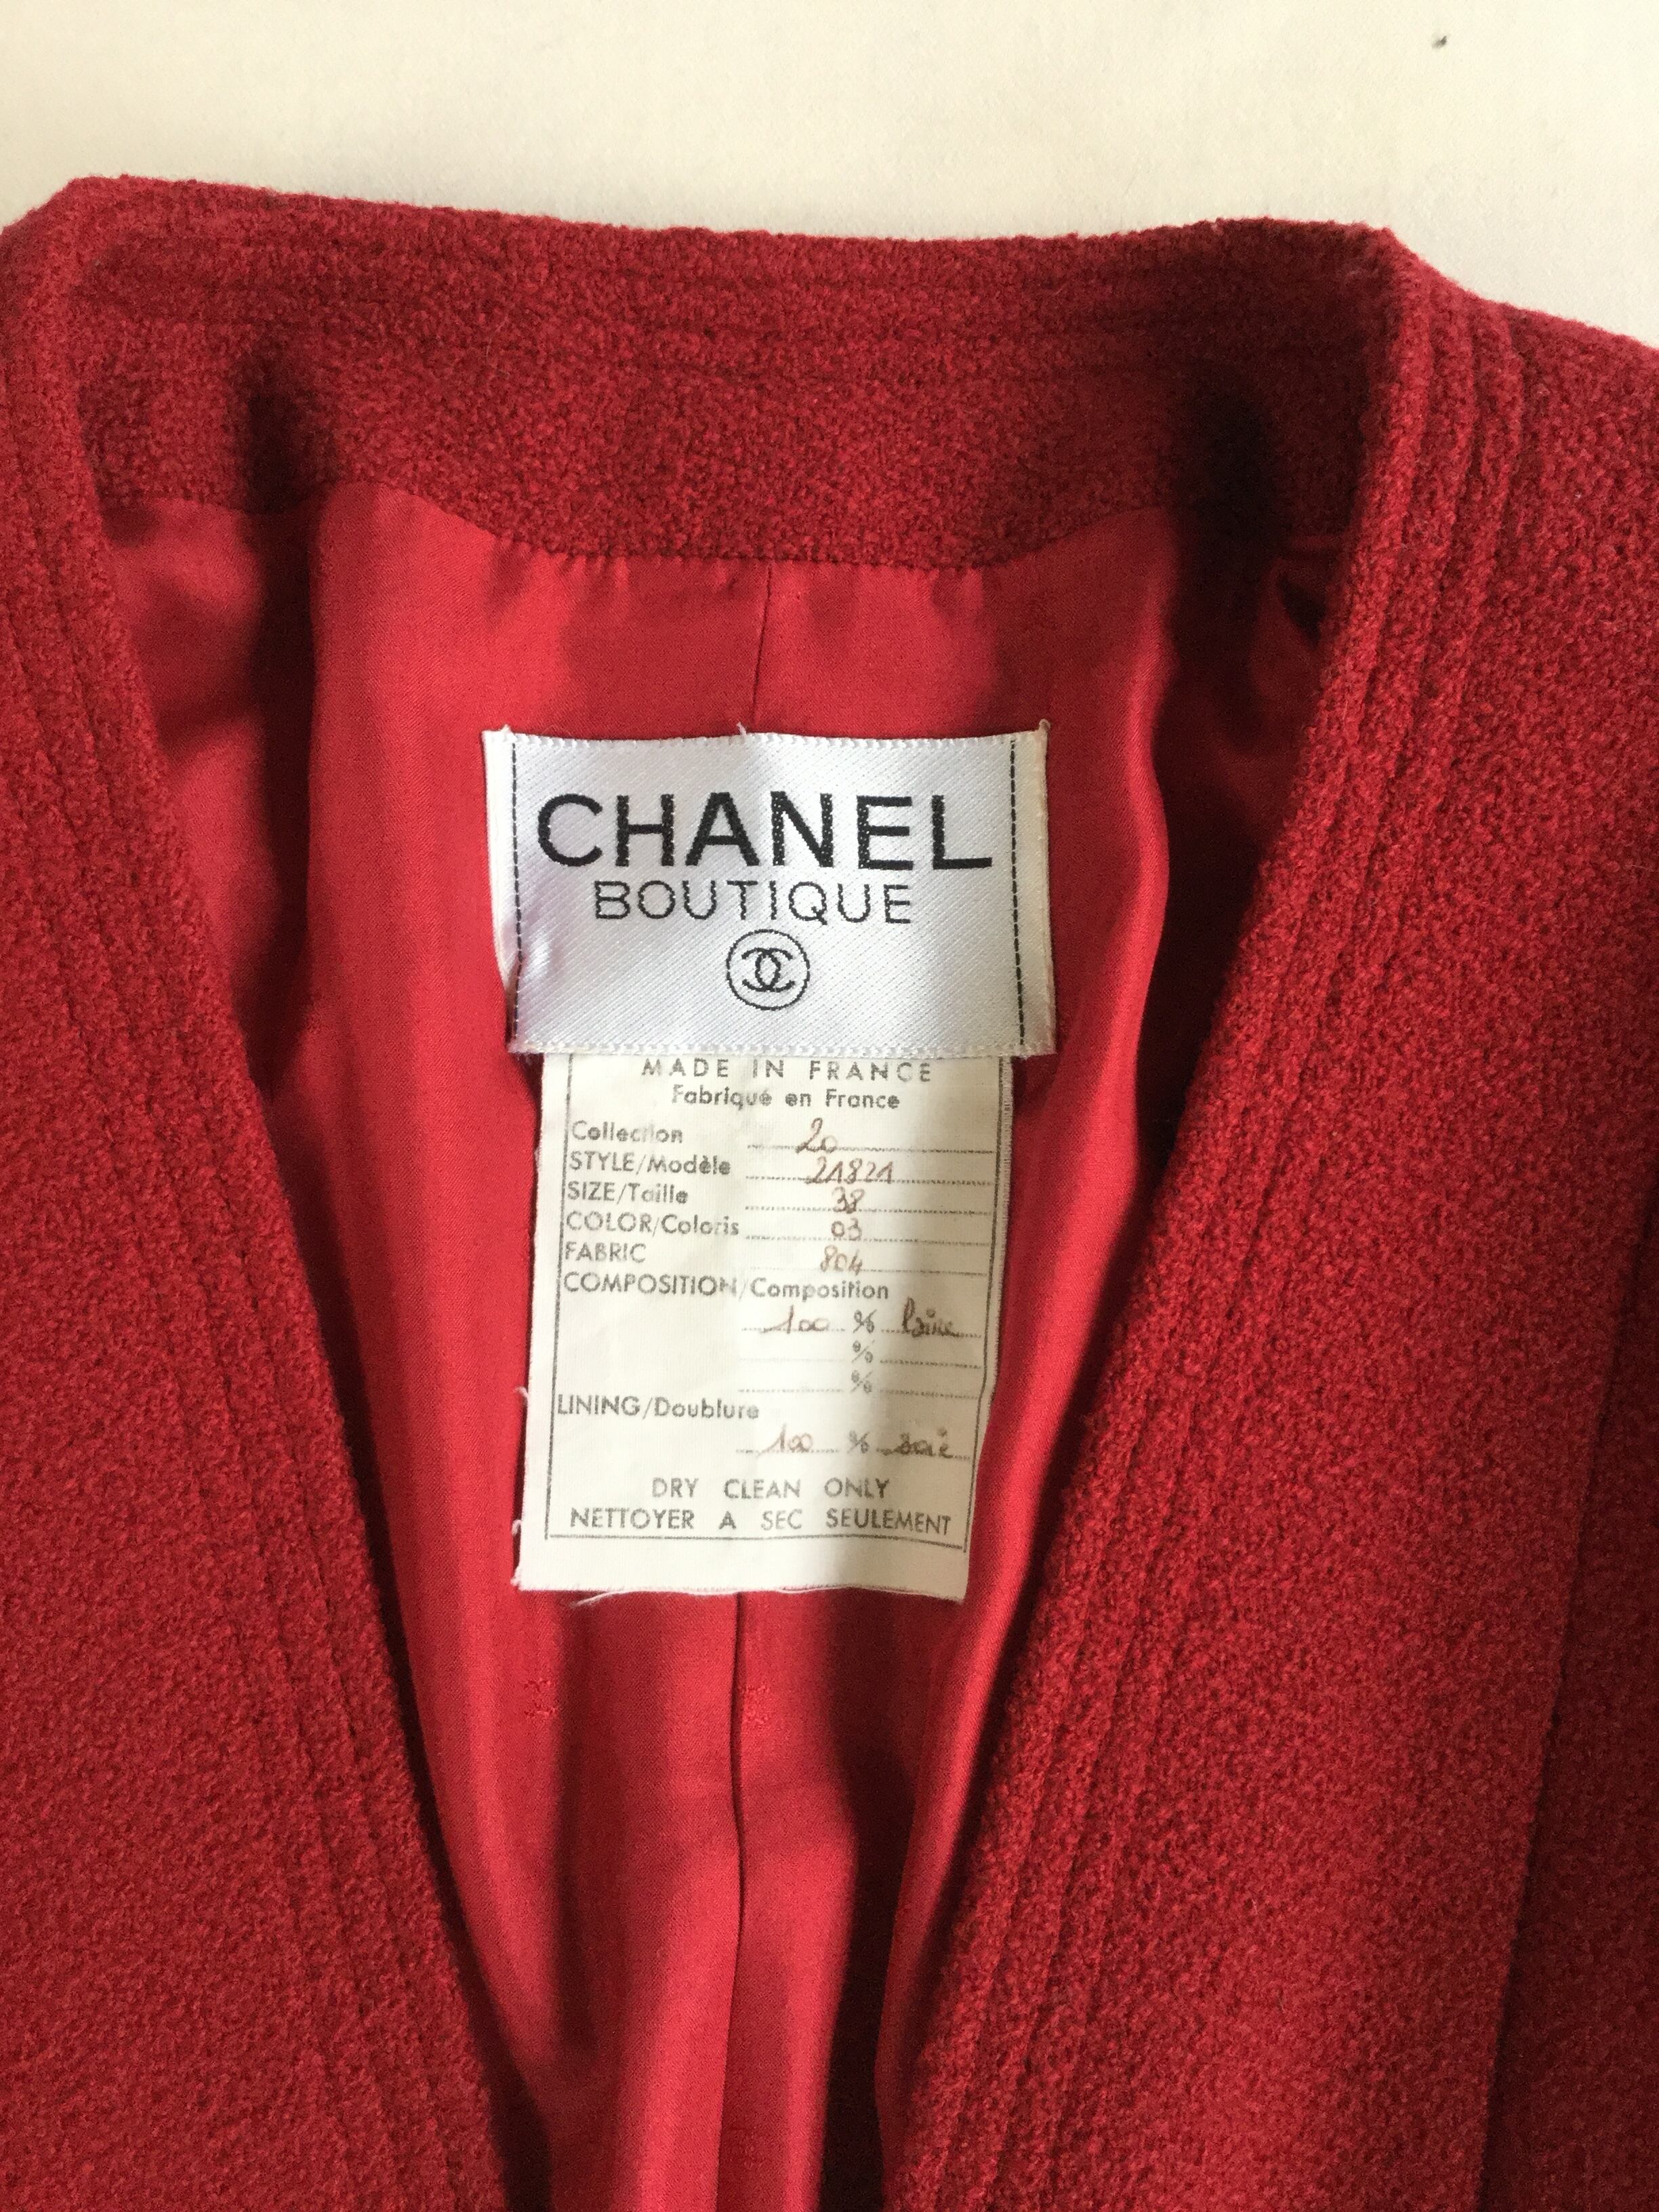 CHANEL
BOUTIQUE
MADE IN FRANCE
Fabriqué en France
Collection 20
STYLE/Modèle 21821
SIZE/Taille 38
COLOR/Coloris 03
FABRIC 804
COMPOSITION/Composition
100 % laine
%
%
LINING/Doublure
100 % soie
DRY CLEAN ONLY
NETTOYER A SEC SEULEMENT